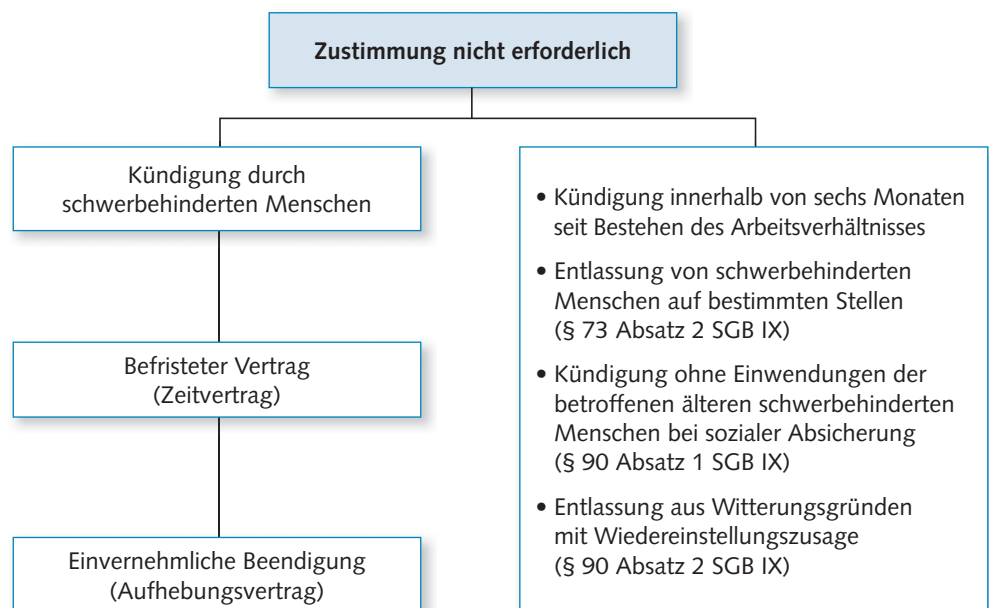 Zustimmung nicht erforderlich
Kündigung durch
schwerbehinderten Menschen
Befristeter Vertrag
(Zeitvertrag)
Einvernehmliche Beendigung
(Aufhebungsvertrag)
• Kündigung innerhalb von sechs Monaten
seit Bestehen des Arbeitsverhältnisses
• Entlassung von schwerbehinderten
Menschen auf bestimmten Stellen
(§ 73 Absatz 2 SGB IX)
• Kündigung ohne Einwendungen der
betroffenen älteren schwerbehinderten
Menschen bei sozialer Absicherung
(§ 90 Absatz 1 SGB IX)
• Entlassung aus Witterungsgründen
mit Wiedereinstellungszusage
(§ 90 Absatz 2 SGB IX)